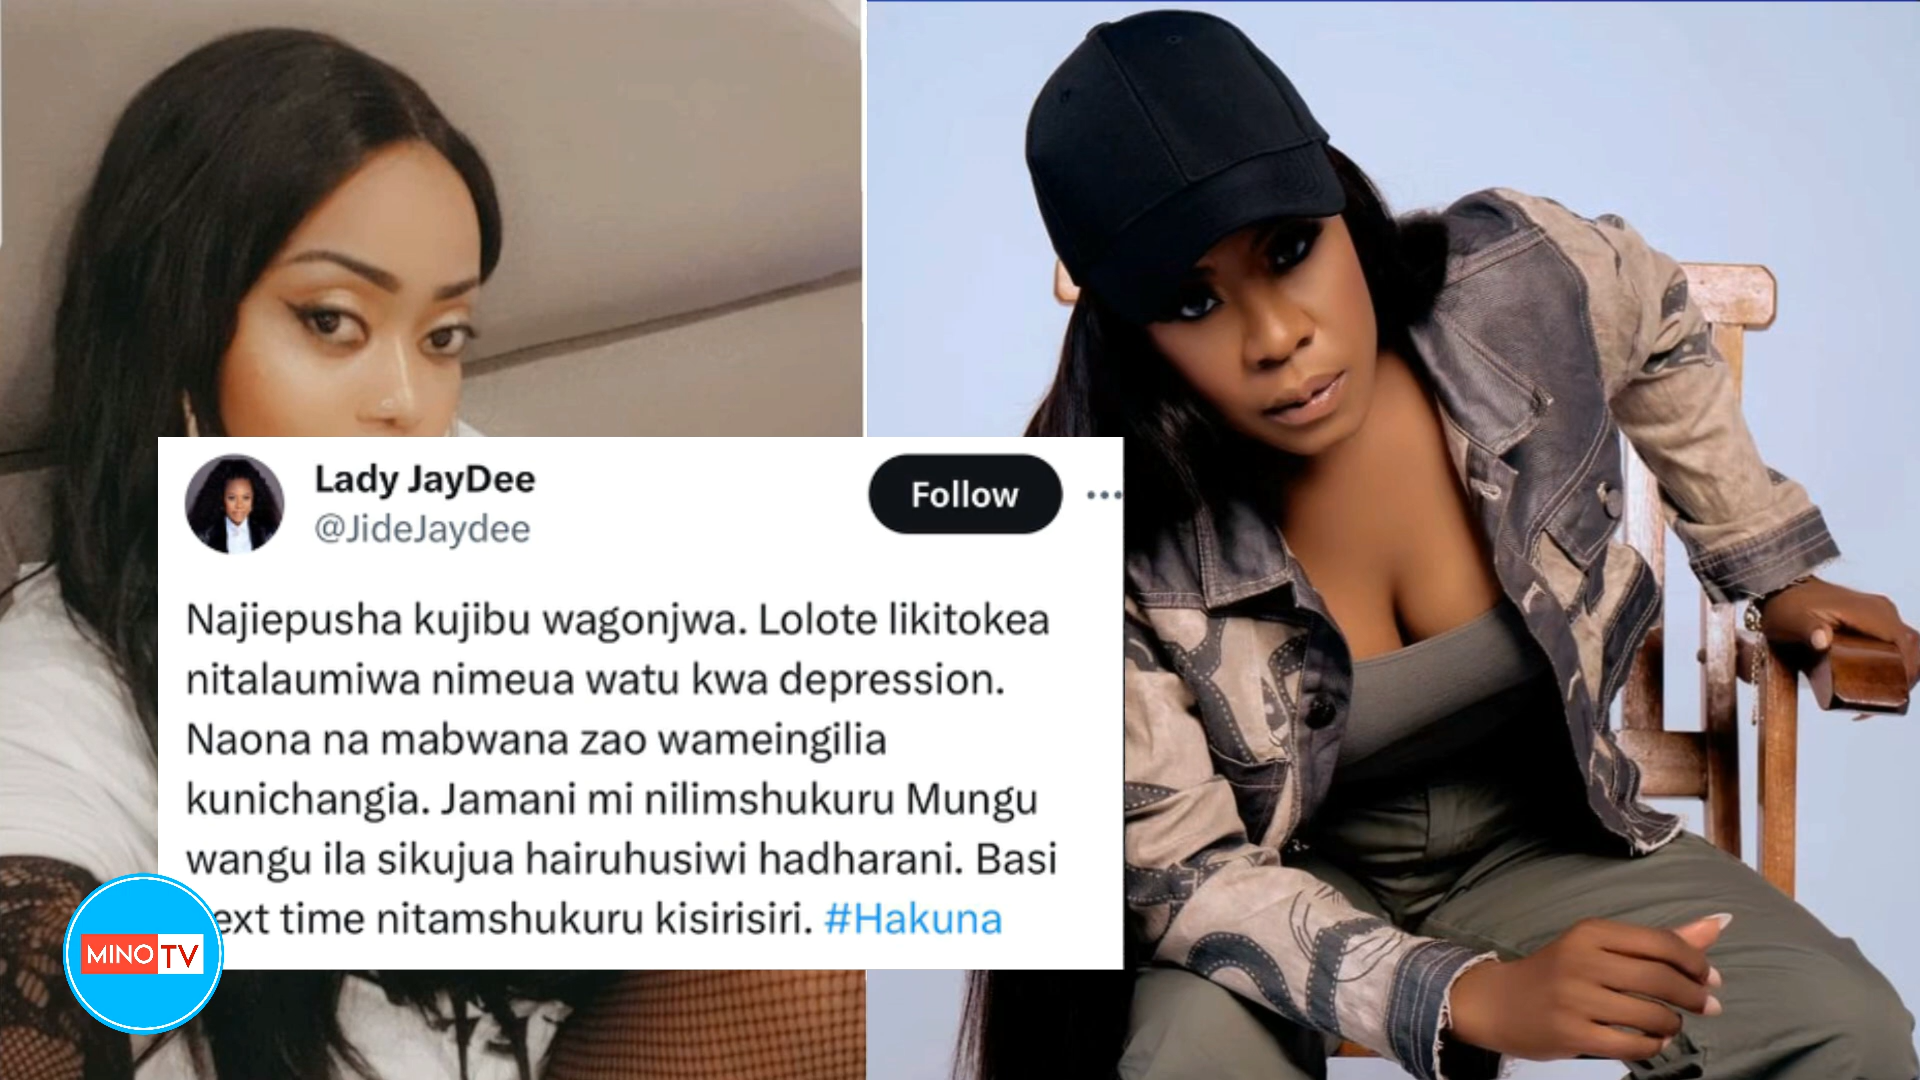 Lady JayDee
@JideJaydee
Follow
Najiepusha kujibu wagonjwa. Lolote likitokea
nitalaumiwa nimeua watu kwa depression.
Naona na mabwana zao wameingilia
kunichangia. Jamani mi nilimshukuru Mungu
wangu ila sikujua hairuhusiwi hadharani. Basi
ext time nitamshukuru kisirisiri. #Hakuna
MINO TV